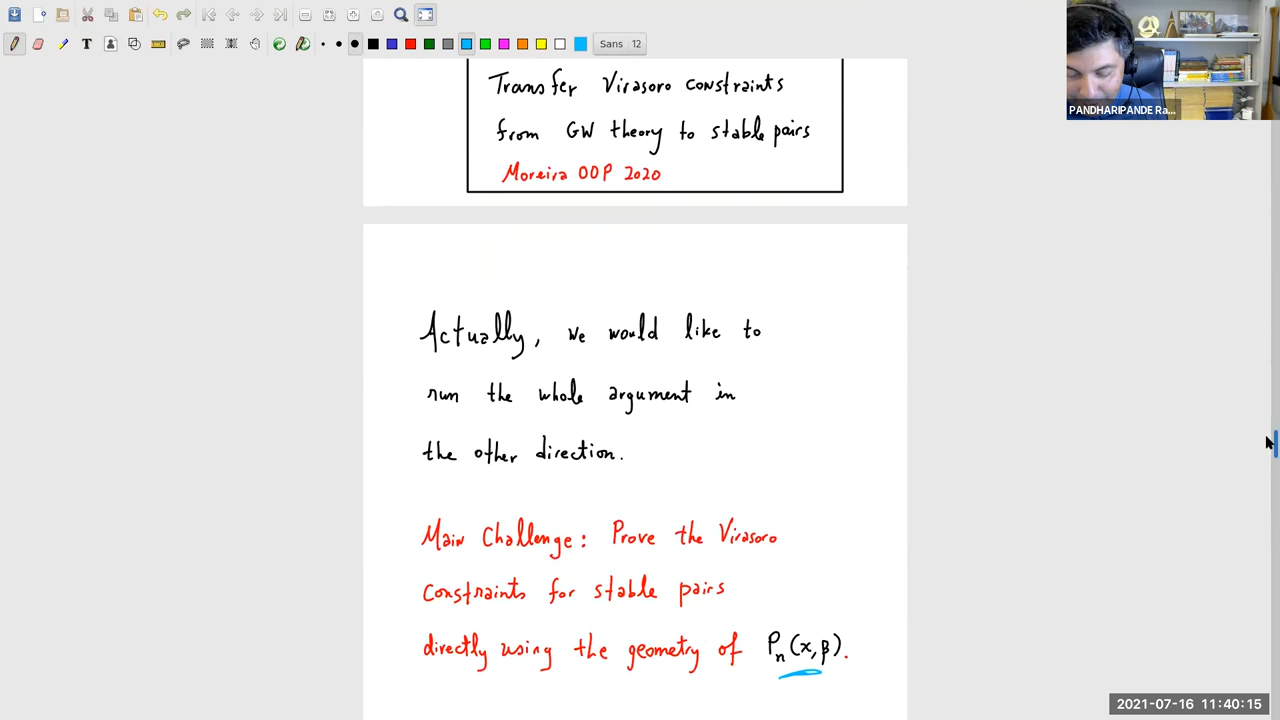 Sans 12
PANDHARIPANDE Ra...
Transfer Virasoro constraints
from GW theory to stable pairs
Moreira OOP 2020
Actually, we would like to
run the whole argument in
the other direction.
Main Challenge: Prove the Virasoro
constraints for stable pairs
directly using the geometry of Pₙ(X,β).
2021-07-16 11:40:15